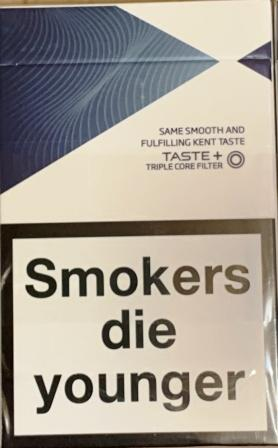 SAME SMOOTH AND
FULFILLING KENT TASTE
TASTE+
TRIPLE CORE FILTER
Smokers
die
younger